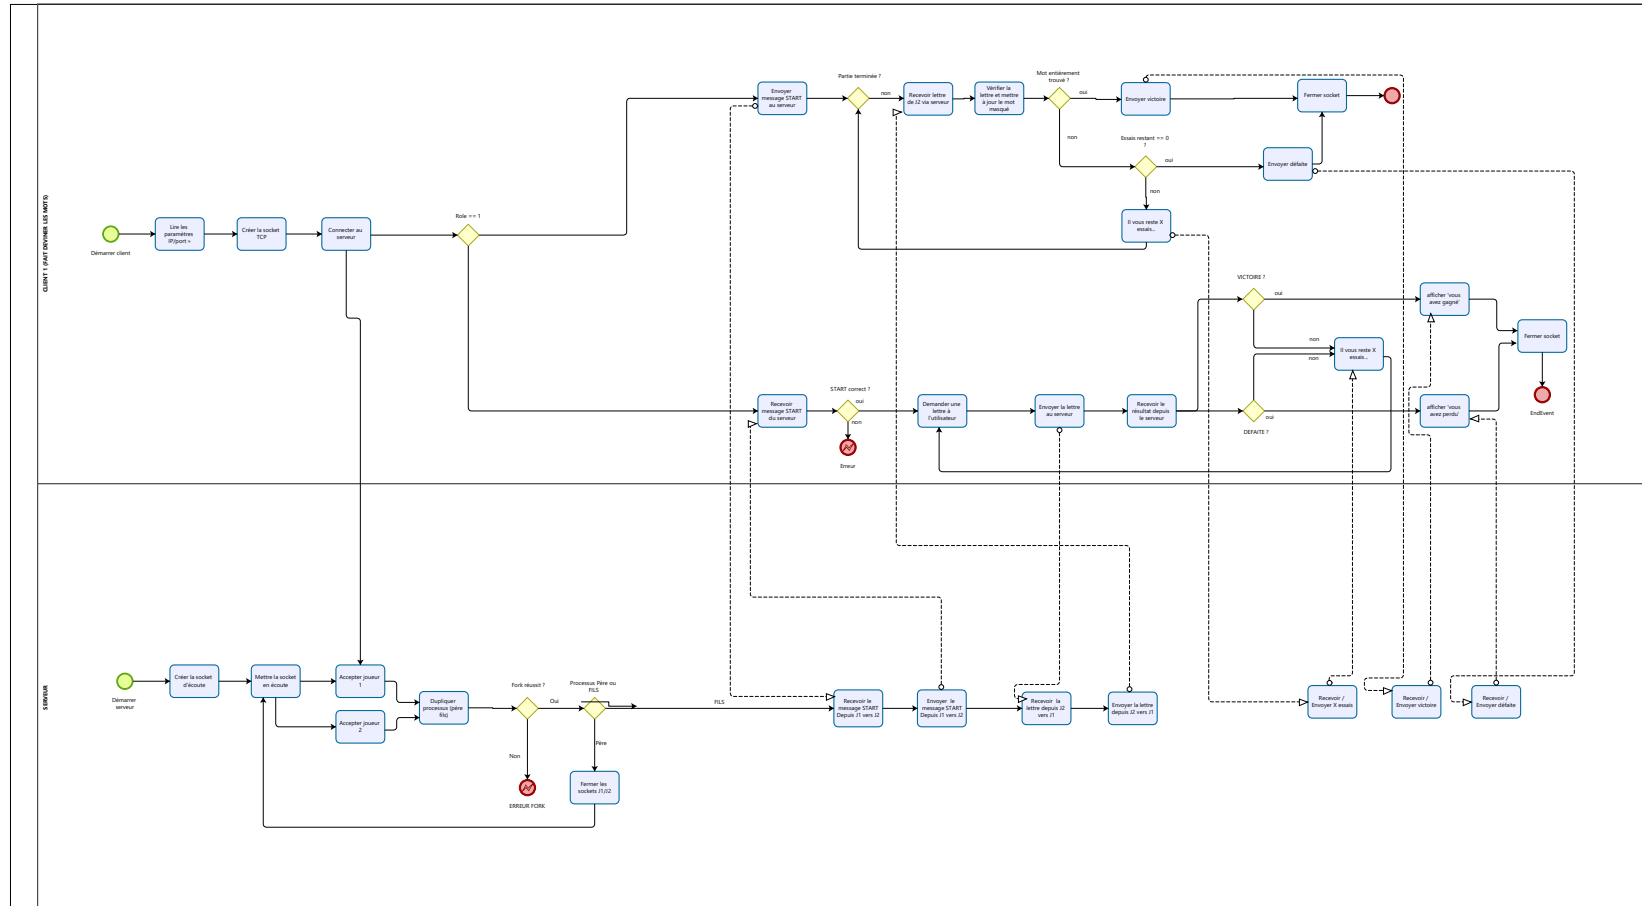 CLIENT 1 (FAIT DEVINER LES MOTS)
Démarrer client
Lire les
paramètres
IP/port »
Créer la socket
TCP
Connecter au
serveur
Role == 1
Envoyer
message START
au serveur
Partie terminée ?
non
Recevoir lettre
de J2 via serveur
Vérifier la
lettre et mettre
à jour le mot
masqué
Mot entièrement
trouvé ?
oui
Envoyer victoire
Fermer socket
non
Essais restant == 0
?
oui
Envoyer défaite
non
Il vous reste X
essais...
VICTOIRE ?
oui
afficher 'vous
avez gagné'
non
non
Il vous reste X
essais...
Fermer socket
EndEvent
Recevoir
message START
du serveur
START correct ?
oui
non
Erreur
Demander une
lettre à
l'utilisateur
Envoyer la lettre
au serveur
Recevoir le
résultat depuis
le serveur
oui
DEFAITE ?
afficher 'vous
avez perdu'
SERVEUR
Démarrer
serveur
Créer la socket
d'écoute
Mettre la socket
en écoute
Accepter joueur
1
Accepter joueur
2
Dupliquer
processus (père
fils)
Fork réussit ?
Oui
Non
ERREUR FORK
Processus Père ou
FILS
FILS
Père
Fermer les
sockets J1/J2
Recevoir le
message START
Depuis J1 vers J2
Envoyer le
message START
Depuis J1 vers J2
Recevoir la
lettre depuis J2
vers J1
Envoyer la lettre
depuis J2 vers J1
Recevoir /
Envoyer X essais
Recevoir /
Envoyer victoire
Recevoir /
Envoyer défaite